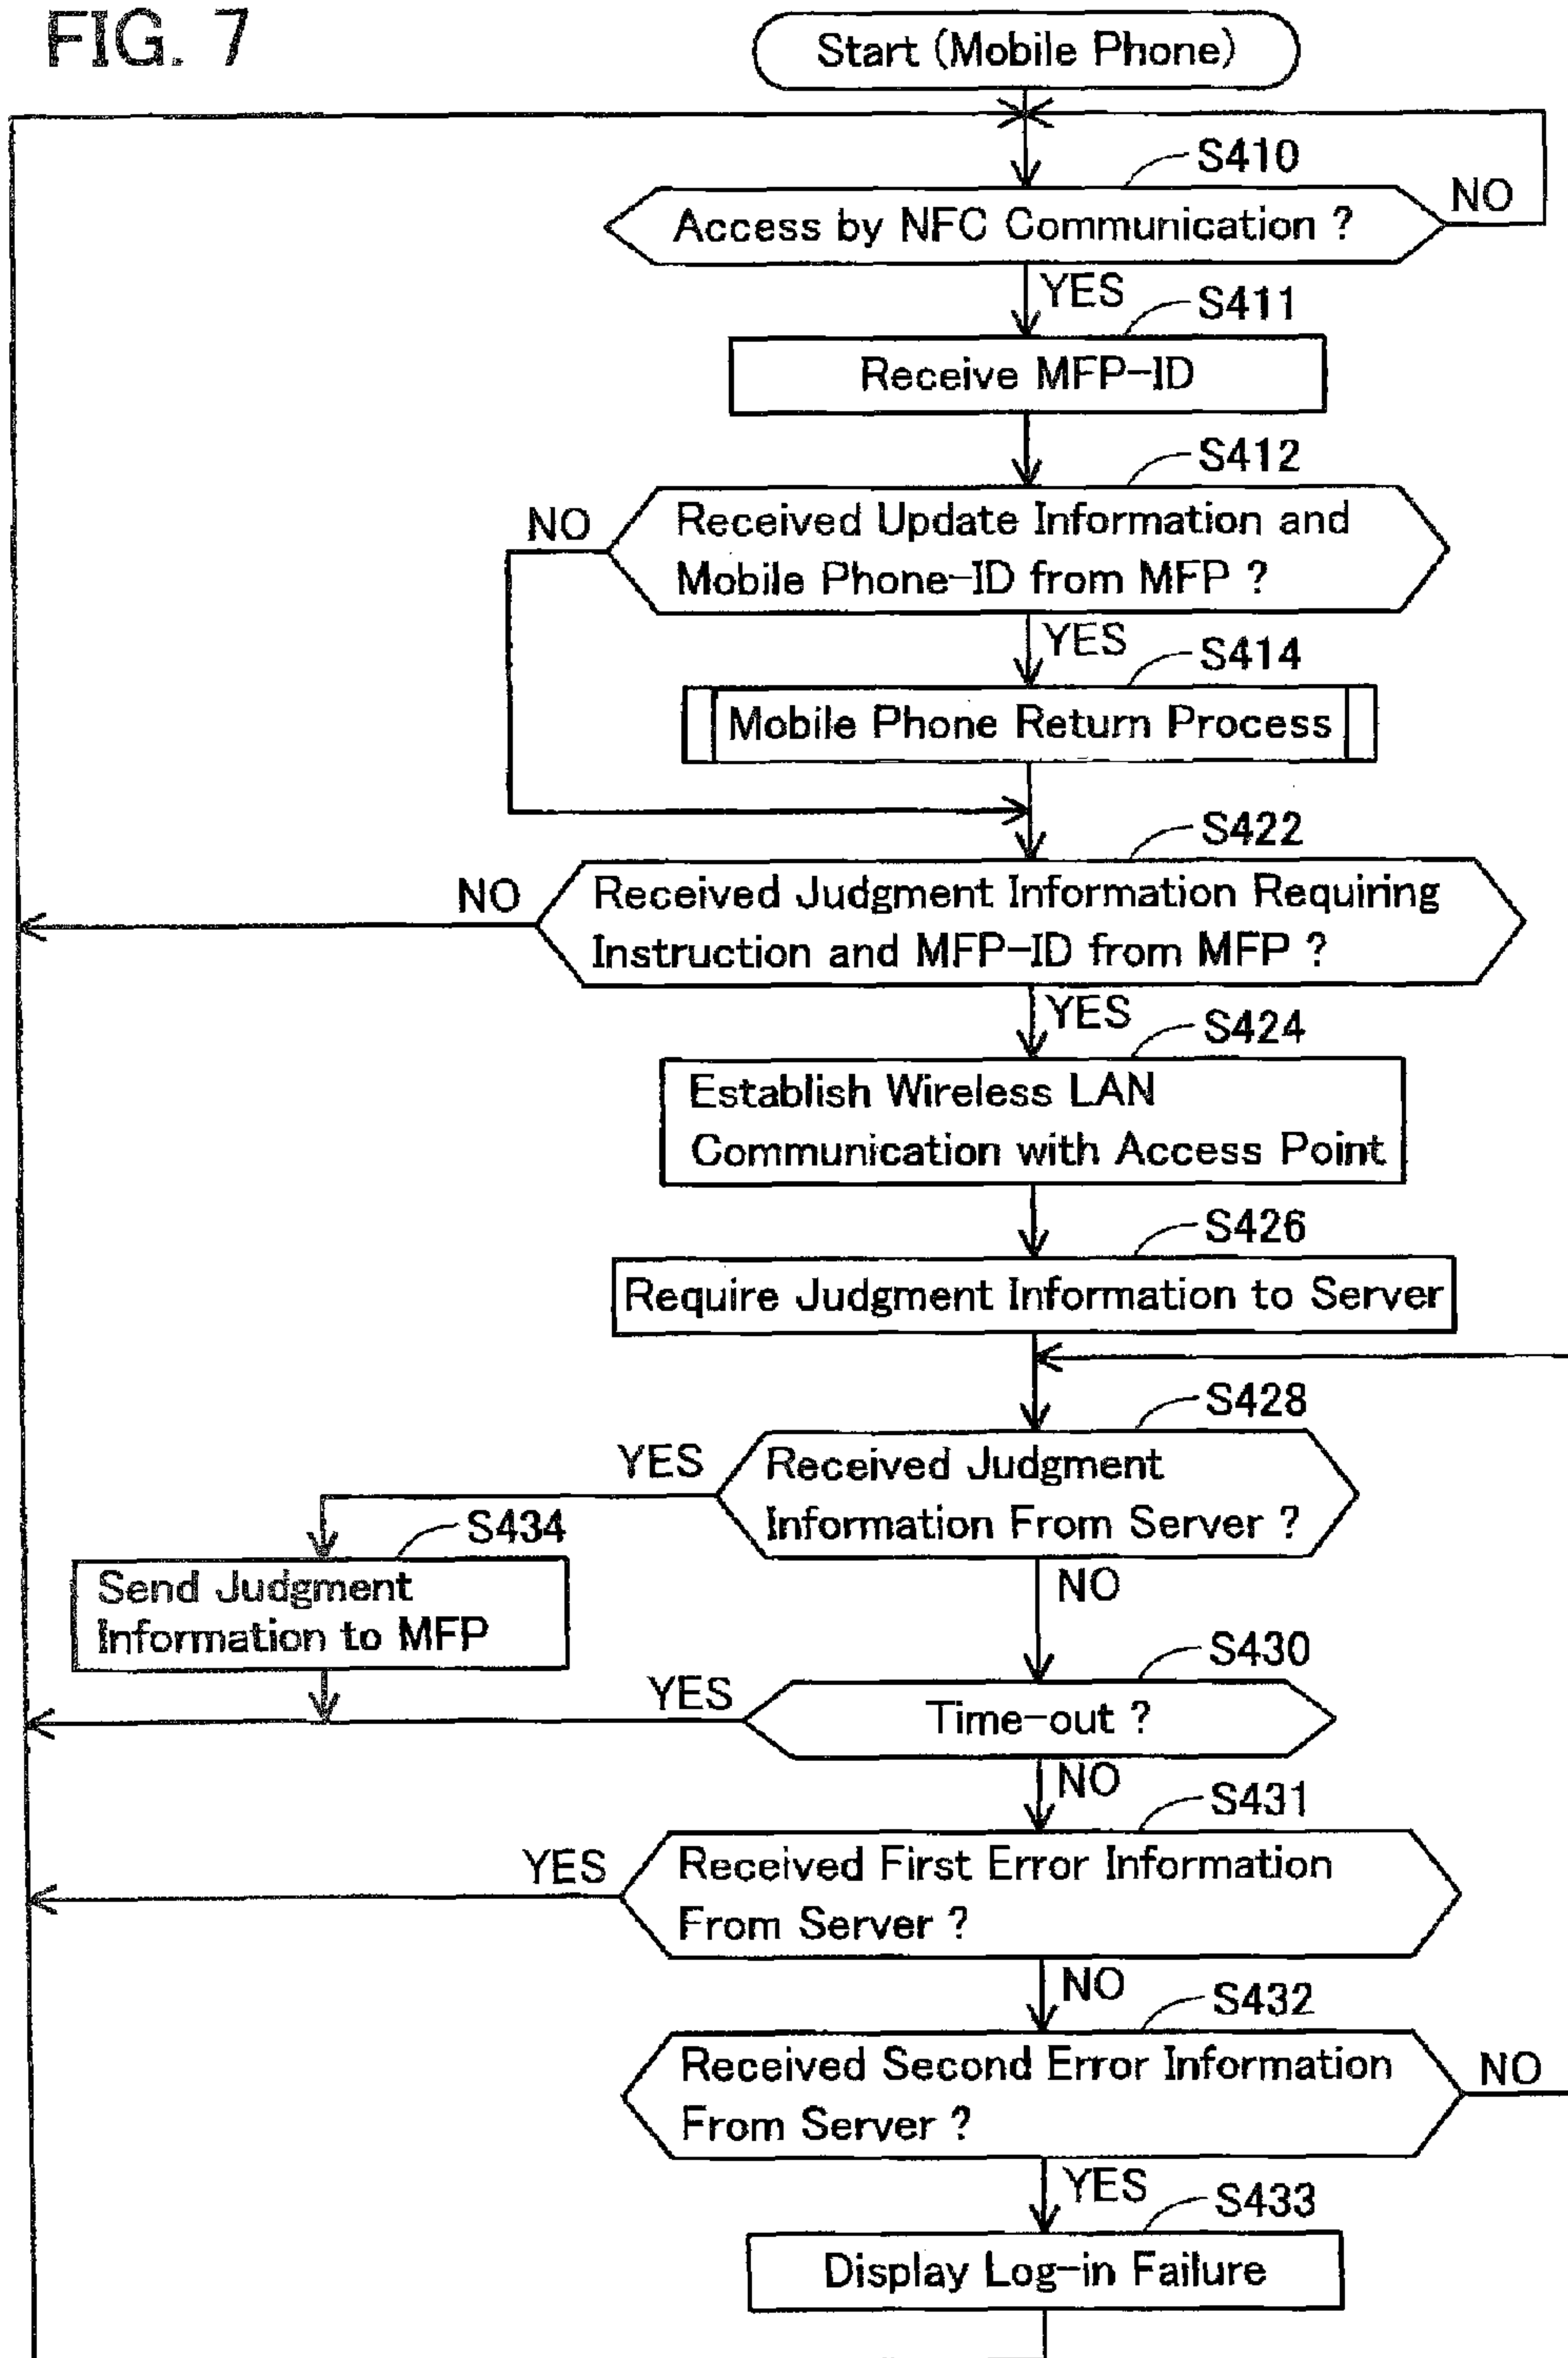 FIG. 7
Start (Mobile Phone)
S410
Access by NFC Communication ?
NO
YES
S411
Receive MFP-ID
S412
NO
Received Update Information and
Mobile Phone-ID from MFP ?
YES
S414
Mobile Phone Return Process
S422
NO
Received Judgment Information Requiring
Instruction and MFP-ID from MFP ?
YES
S424
Establish Wireless LAN
Communication with Access Point
S426
Require Judgment Information to Server
S428
YES
Received Judgment
Information From Server ?
S434
Send Judgment
Information to MFP
NO
S430
YES
Time-out ?
NO
S431
YES
Received First Error Information
From Server ?
NO
S432
Received Second Error Information
From Server ?
NO
YES
S433
Display Log-in Failure